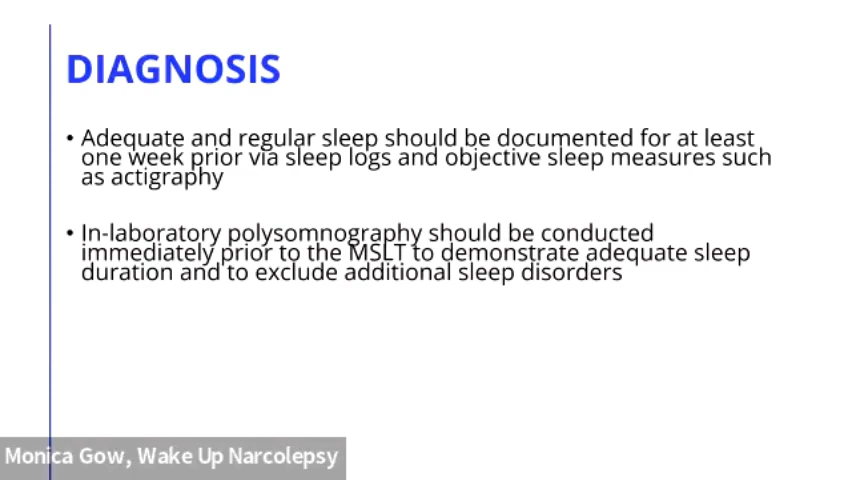 DIAGNOSIS
• Adequate and regular sleep should be documented for at least
one week prior via sleep logs and objective sleep measures such
as actigraphy
• In-laboratory polysomnography should be conducted
immediately prior to the MSLT to demonstrate adequate sleep
duration and to exclude additional sleep disorders
Monica Gow, Wake Up Narcolepsy